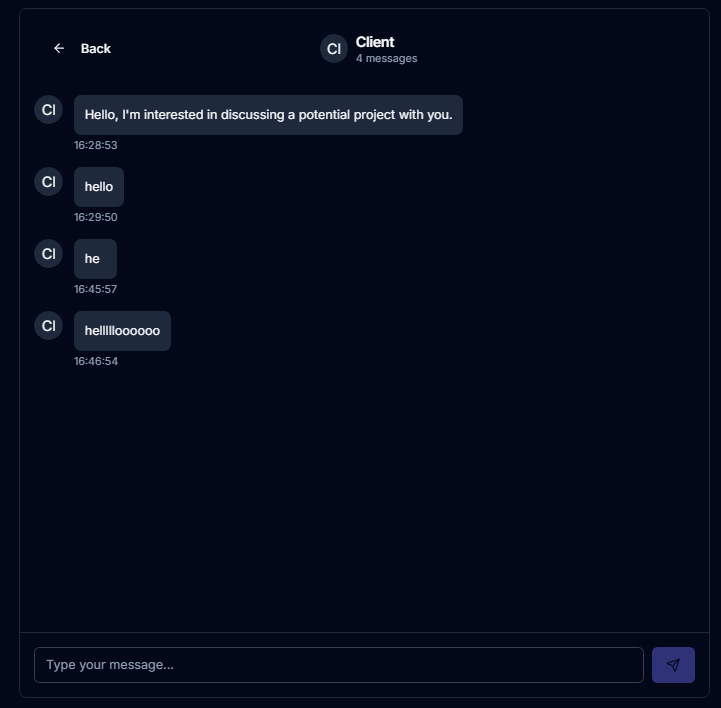 Back
Cl
Client
4 messages
Cl
Hello, I'm interested in discussing a potential project with you.
16:28:53
Cl
hello
16:29:50
Cl
he
16:45:57
Cl
hellllloooooo
16:46:54
Type your message...